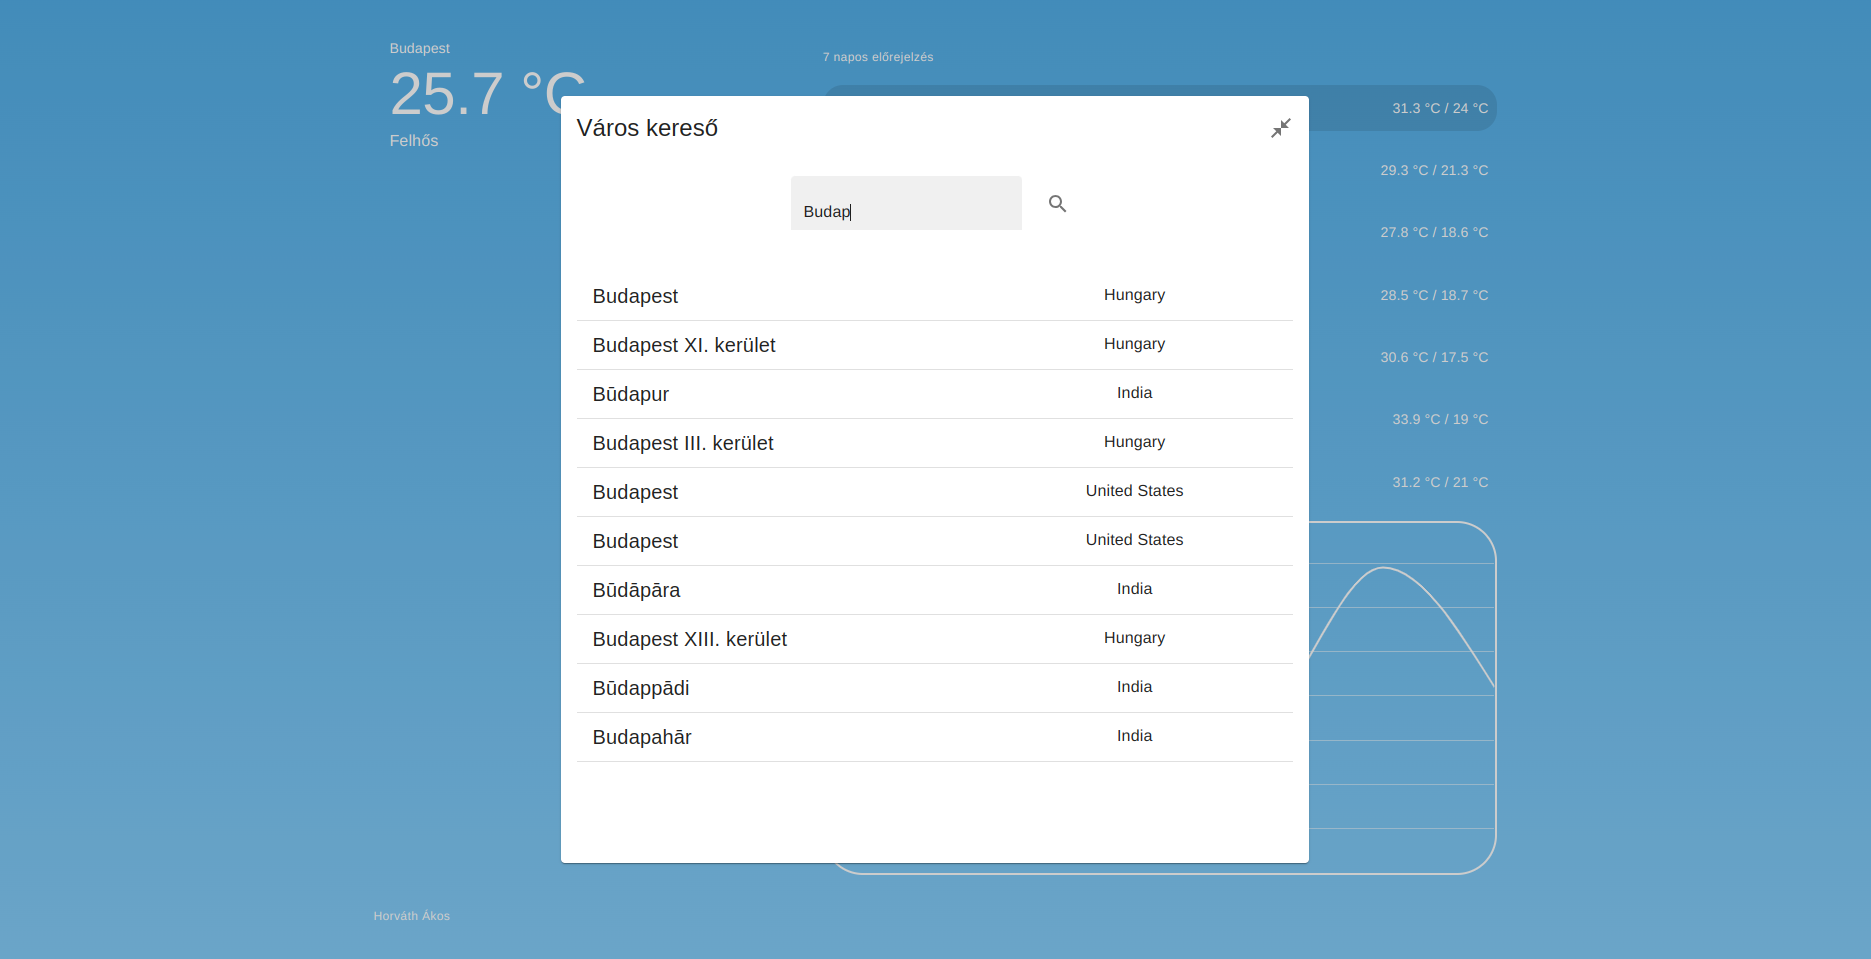 Budapest
25.7 °C
Felhős
7 napos előrejelzés
31.3 °C / 24 °C
29.3 °C / 21.3 °C
27.8 °C / 18.6 °C
28.5 °C / 18.7 °C
30.6 °C / 17.5 °C
33.9 °C / 19 °C
31.2 °C / 21 °C
Város kereső
Budap
Budapest Hungary
Budapest XI. kerület Hungary
Būdapur India
Budapest III. kerület Hungary
Budapest United States
Budapest United States
Būdāpāra India
Budapest XIII. kerület Hungary
Būdappādi India
Budapahār India
Horváth Ákos